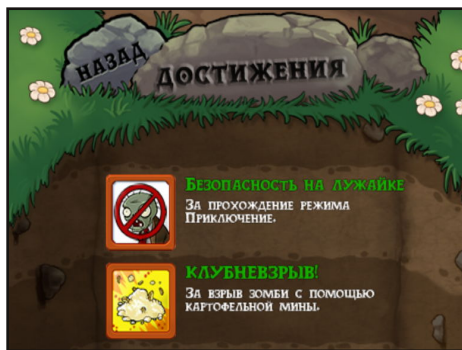 НАЗАД
ДОСТИЖЕНИЯ
БЕЗОПАСНОСТЬ НА ЛУЖАЙКЕ
ЗА ПРОХОЖДЕНИЕ РЕЖИМА
ПРИКЛЮЧЕНИЕ.
КЛУБНЕВЗРЫВ!
ЗА ВЗРЫВ ЗОМБИ С ПОМОЩЬЮ
КАРТОФЕЛЬНОЙ МИНЫ.